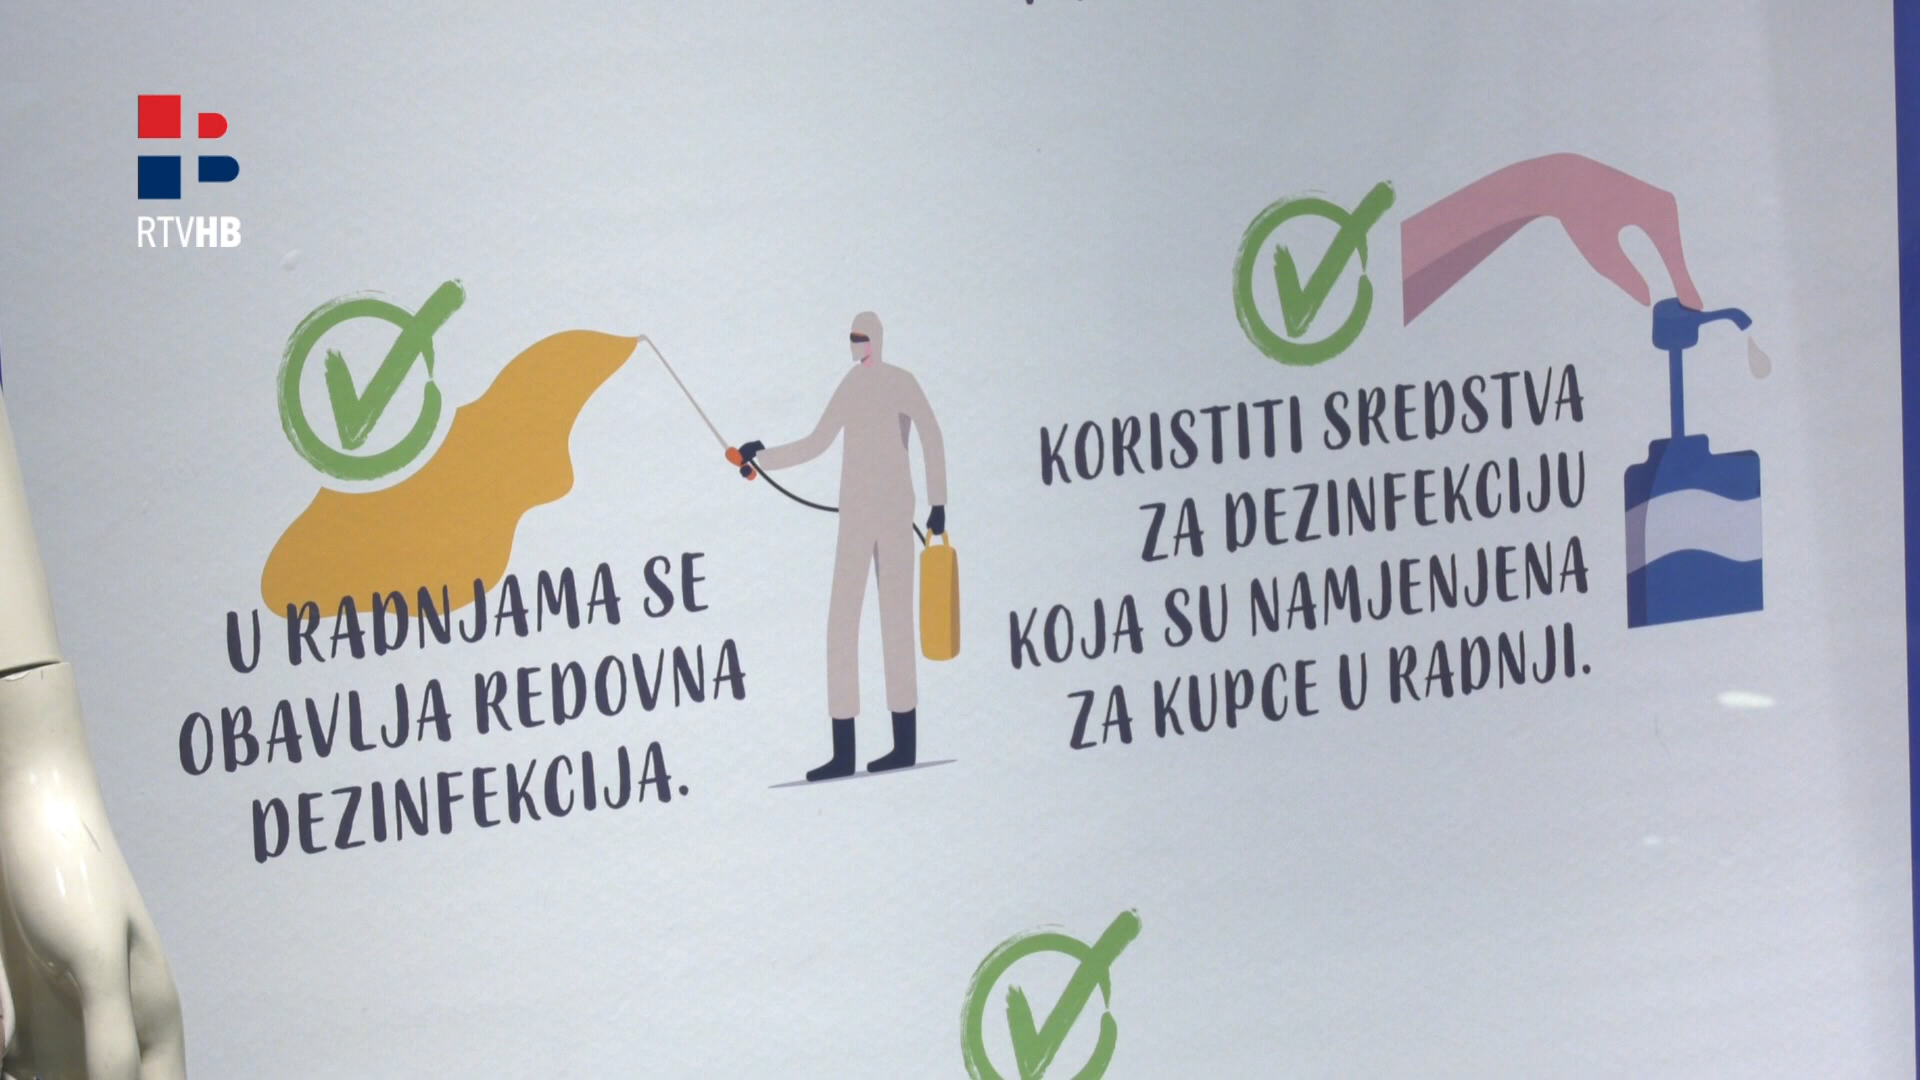 RTVHB
U RADNJAMA SE
OBAVLJA REDOVNA
DEZINFEKCIJA.
KORISTITI SREDSTVA
ZA DEZINFEKCIJU
KOJA SU NAMJENJENA
ZA KUPCE U RADNJI.